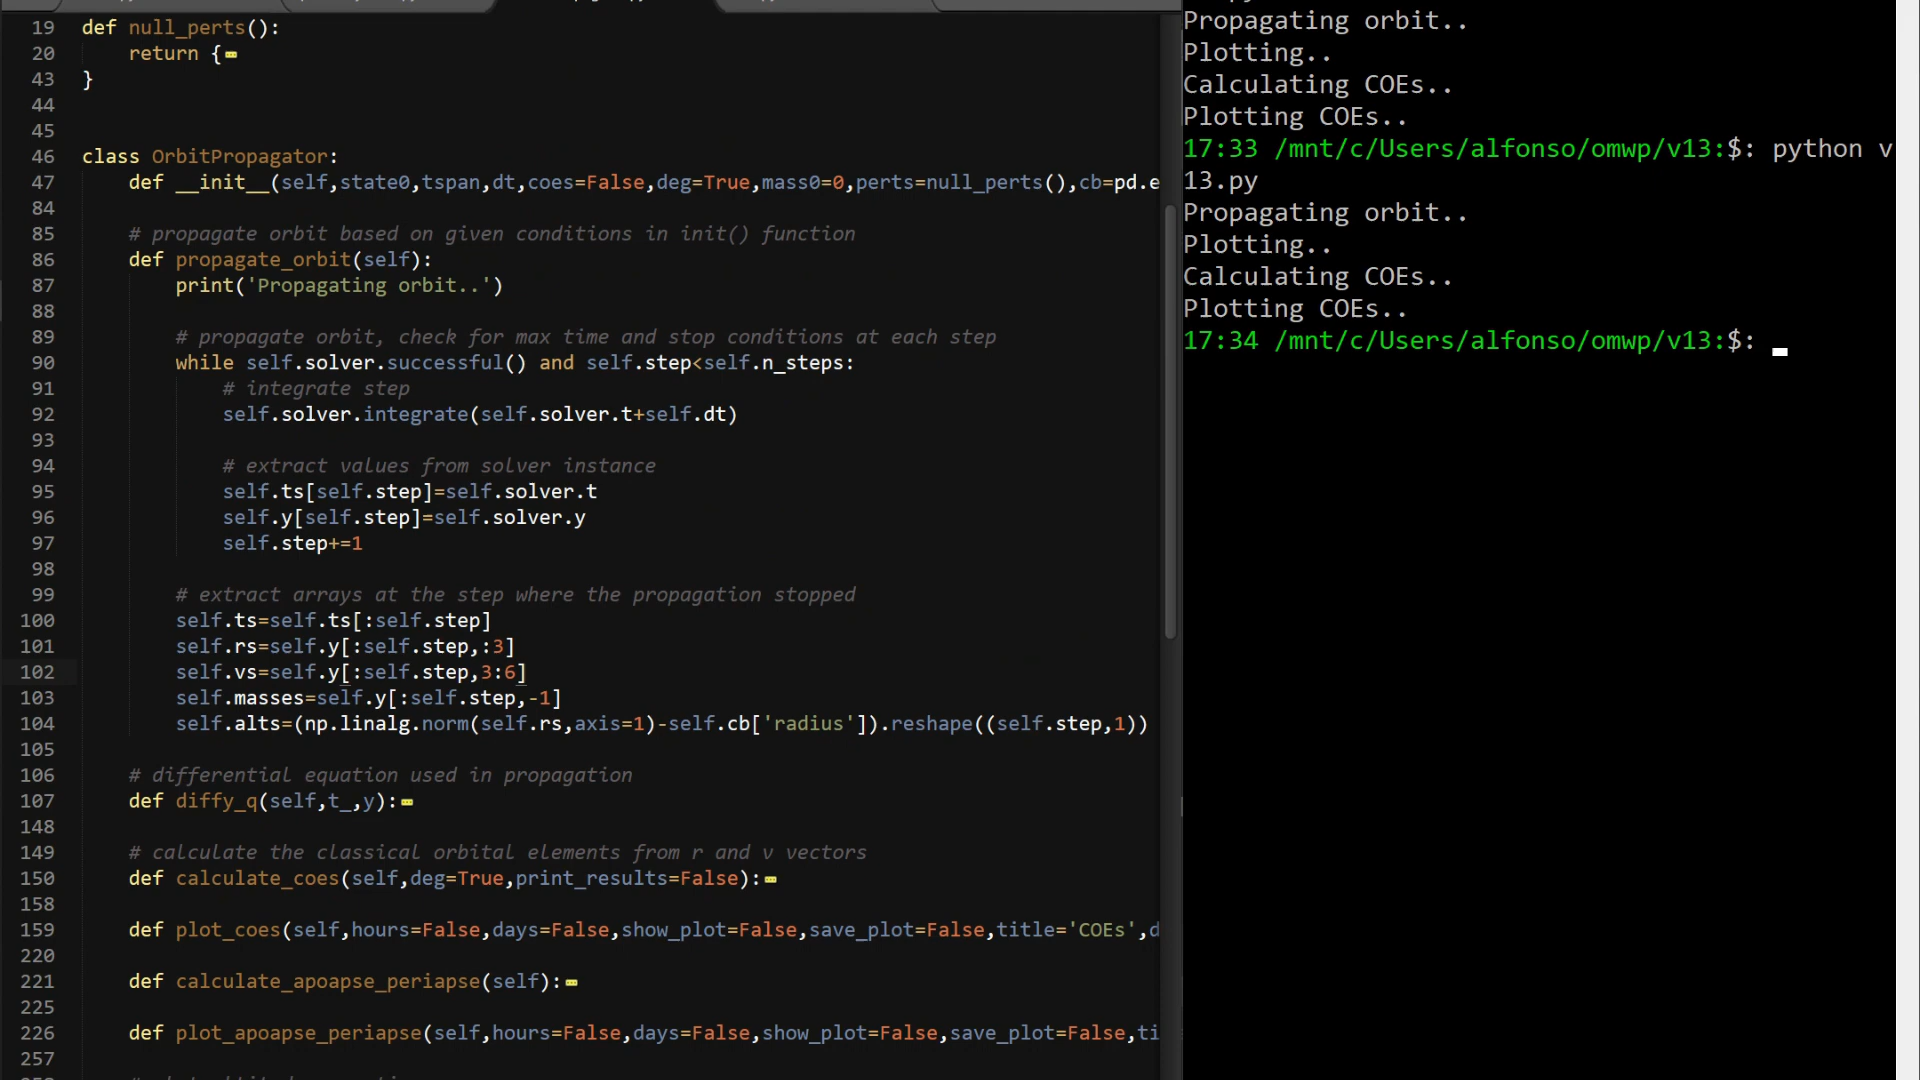 19 def null_perts():
20 return {
43 }
44
45
46 class OrbitPropagator:
47 def __init__(self,state0,tspan,dt,coes=False,deg=True,mass0=0,perts=null_perts(),cb=pd.e
84
85 # propagate orbit based on given conditions in init() function
86 def propagate_orbit(self):
87 print('Propagating orbit..')
88
89 # propagate orbit, check for max time and stop conditions at each step
90 while self.solver.successful() and self.step<self.n_steps:
91 # integrate step
92 self.solver.integrate(self.solver.t+self.dt)
93
94 # extract values from solver instance
95 self.ts[self.step]=self.solver.t
96 self.y[self.step]=self.solver.y
97 self.step+=1
98
99 # extract arrays at the step where the propagation stopped
100 self.ts=self.ts[:self.step]
101 self.rs=self.y[:self.step,:3]
102 self.vs=self.y[:self.step,3:6]
103 self.masses=self.y[:self.step,-1]
104 self.alts=(np.linalg.norm(self.rs,axis=1)-self.cb['radius']).reshape((self.step,1))
105
106 # differential equation used in propagation
107 def diffy_q(self,t_,y):
148
149 # calculate the classical orbital elements from r and v vectors
150 def calculate_coes(self,deg=True,print_results=False):
158
159 def plot_coes(self,hours=False,days=False,show_plot=False,save_plot=False,title='COEs',d
220
221 def calculate_apoapse_periapse(self):
225
226 def plot_apoapse_periapse(self,hours=False,days=False,show_plot=False,save_plot=False,ti
257
Propagating orbit..
Plotting..
Calculating COEs..
Plotting COEs..
17:33 /mnt/c/Users/alfonso/omwp/v13:$: python v
13.py
Propagating orbit..
Plotting..
Calculating COEs..
Plotting COEs..
17:34 /mnt/c/Users/alfonso/omwp/v13:$: